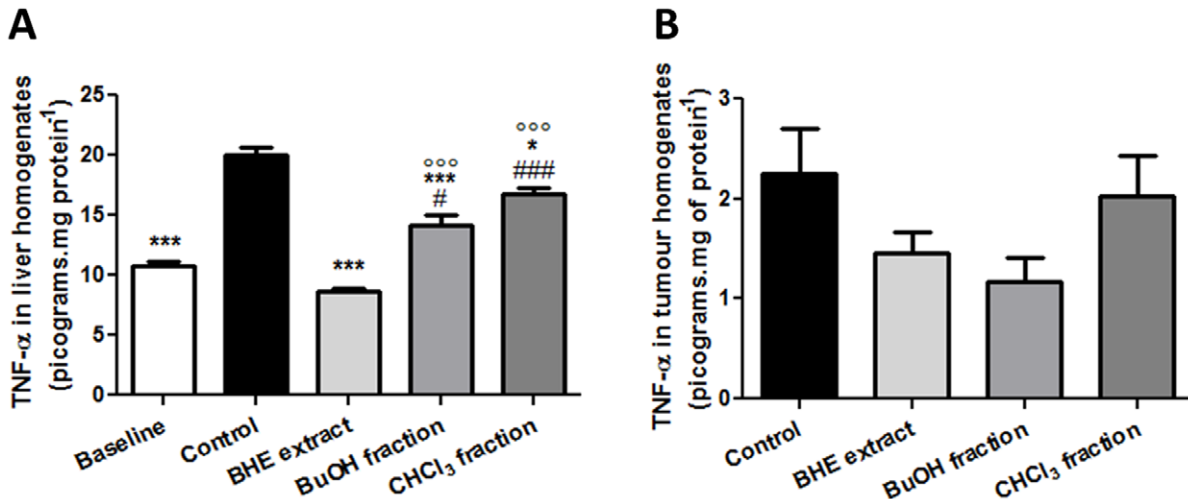 A
TNF-α in liver homogenates
(picograms.mg protein-1)
25
20
15
10
5
0
***
***
°°°
***
#
°°°
*
###
Baseline
Control
BHE extract
BuOH fraction
CHCl3 fraction
B
TNF-α in tumour homogenates
(picograms.mg of protein-1)
3
2
1
0
Control
BHE extract
BuOH fraction
CHCl3 fraction